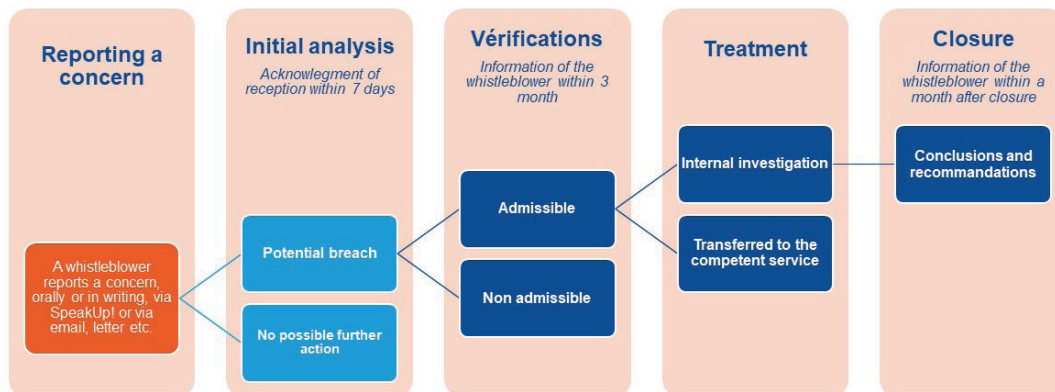 Reporting a
concern
Initial analysis
Acknowlegment of
reception within 7 days
Vérifications
Information of the
whistleblower within 3
month
Treatment
Closure
Information of the
whistleblower within a
month after closure
A whistleblower
reports a concern,
orally or in writing, via
SpeakUp! or via
email, letter etc.
Potential breach
No possible further
action
Admissible
Non admissible
Internal investigation
Transferred to the
competent service
Conclusions and
recommandations